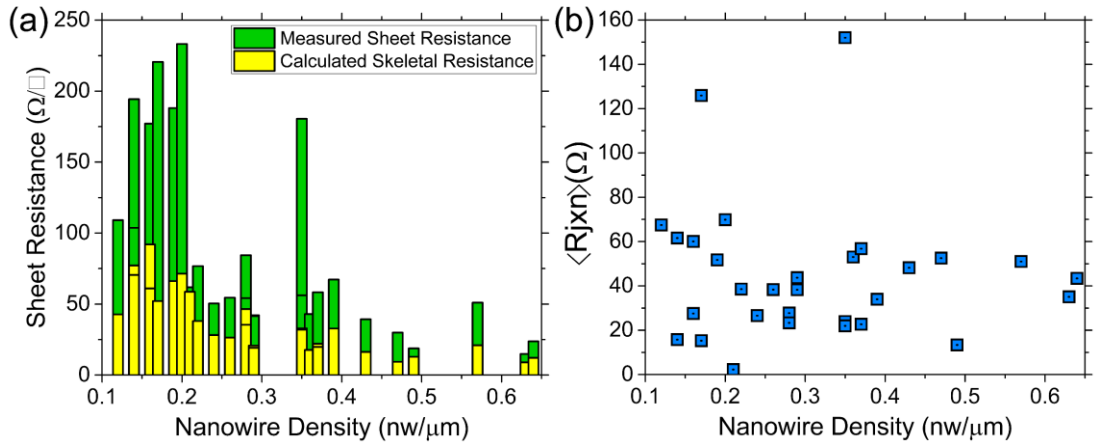 (a)
250
200
150
100
50
0
Sheet Resistance (Ω/□)
Measured Sheet Resistance
Calculated Skeletal Resistance
0.1 0.2 0.3 0.4 0.5 0.6
Nanowire Density (nw/μm)
(b)
160
140
120
100
80
60
40
20
0
⟨Rjxn⟩(Ω)
0.1 0.2 0.3 0.4 0.5 0.6
Nanowire Density (nw/μm)